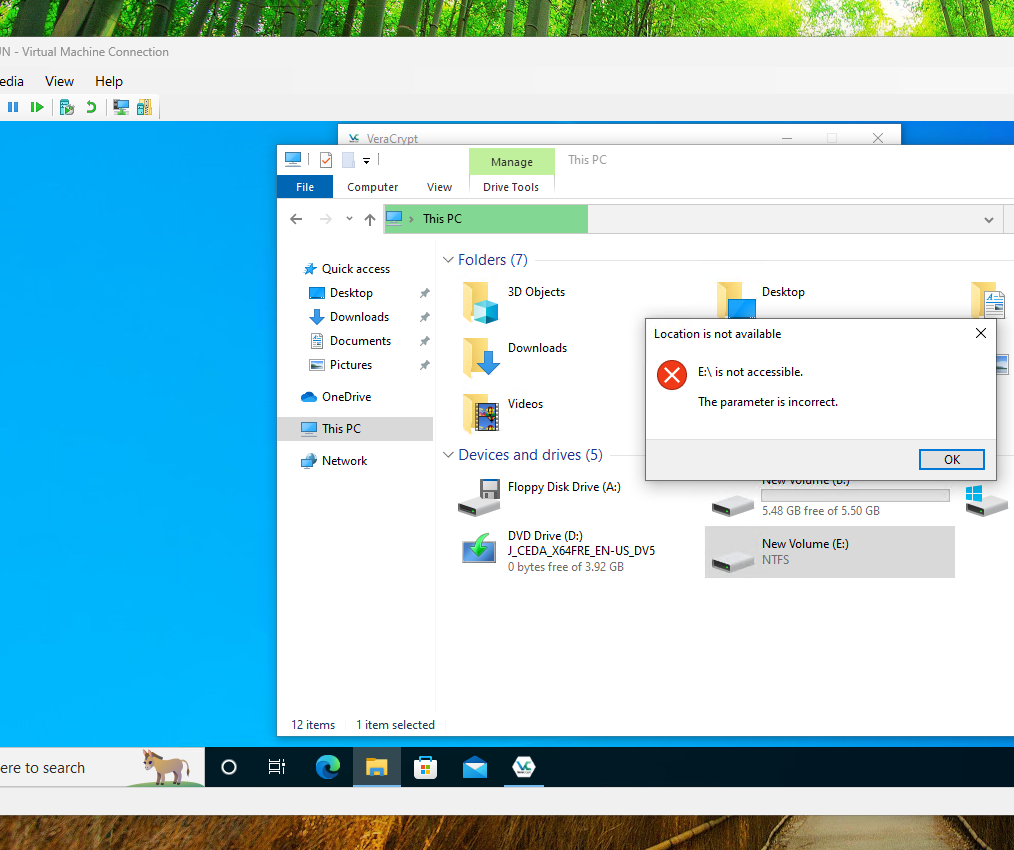 UN - Virtual Machine Connection
edia View Help
VeraCrypt
Manage This PC
File Computer View Drive Tools
This PC
Quick access
Desktop
Downloads
Documents
Pictures
OneDrive
This PC
Network
Folders (7)
3D Objects
Desktop
Downloads
Videos
Devices and drives (5)
Floppy Disk Drive (A:)
New Volume (B:)
5.48 GB free of 5.50 GB
DVD Drive (D:)
J_CEDA_X64FRE_EN-US_DV5
0 bytes free of 3.92 GB
New Volume (E:)
NTFS
Location is not available
E:\ is not accessible.
The parameter is incorrect.
OK
12 items 1 item selected
ere to search